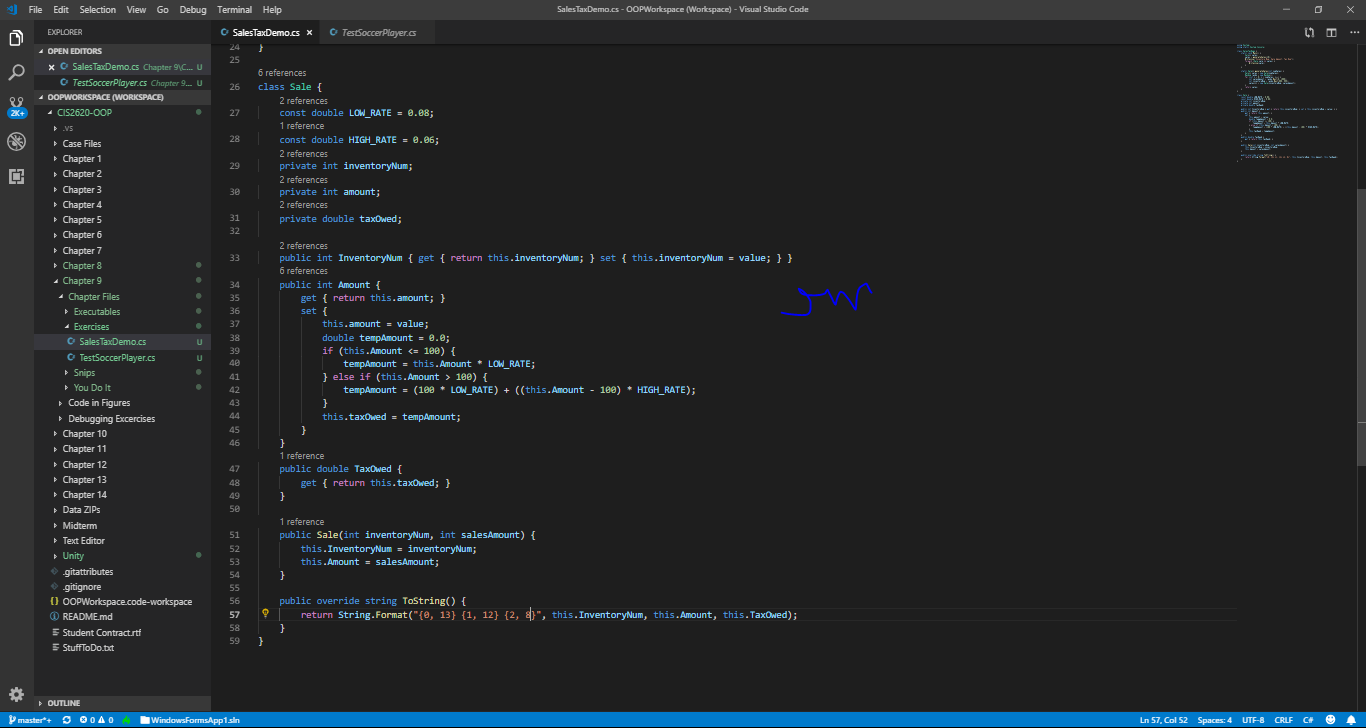 File Edit Selection View Go Debug Terminal Help
SalesTaxDemo.cs - OOPWorkspace (Workspace) - Visual Studio Code
EXPLORER
OPEN EDITORS
SalesTaxDemo.cs Chapter 9\C... U
TestSoccerPlayer.cs Chapter 9... U
OOPWORKSPACE (WORKSPACE)
CIS2620-OOP
.vs
Case Files
Chapter 1
Chapter 2
Chapter 3
Chapter 4
Chapter 5
Chapter 6
Chapter 7
Chapter 8
Chapter 9
Chapter Files
Executables
Exercises
SalesTaxDemo.cs U
TestSoccerPlayer.cs U
Snips
You Do It
Code in Figures
Debugging Excercises
Chapter 10
Chapter 11
Chapter 12
Chapter 13
Chapter 14
Data ZIPs
Midterm
Text Editor
Unity
.gitattributes
.gitignore
OOPWorkspace.code-workspace
README.md
Student Contract.rtf
StuffToDo.txt
OUTLINE
2K+
SalesTaxDemo.cs
TestSoccerPlayer.cs
24 }
25
6 references
26 class Sale {
2 references
27 const double LOW_RATE = 0.08;
1 reference
28 const double HIGH_RATE = 0.06;
2 references
29 private int inventoryNum;
2 references
30 private int amount;
2 references
31 private double taxOwed;
32
2 references
33 public int InventoryNum { get { return this.inventoryNum; } set { this.inventoryNum = value; } }
6 references
34 public int Amount {
35 get { return this.amount; }
36 set {
37 this.amount = value;
38 double tempAmount = 0.0;
39 if (this.Amount <= 100) {
40 tempAmount = this.Amount * LOW_RATE;
41 } else if (this.Amount > 100) {
42 tempAmount = (100 * LOW_RATE) + ((this.Amount - 100) * HIGH_RATE);
43 }
44 this.taxOwed = tempAmount;
45 }
46 }
1 reference
47 public double TaxOwed {
48 get { return this.taxOwed; }
49 }
50
1 reference
51 public Sale(int inventoryNum, int salesAmount) {
52 this.InventoryNum = inventoryNum;
53 this.Amount = salesAmount;
54 }
55
56 public override string ToString() {
57 return String.Format("{0, 13} {1, 12} {2, 8}", this.InventoryNum, this.Amount, this.TaxOwed);
58 }
59 }
master*+ 0 0 WindowsFormsApp1.sln
Ln 57, Col 52 Spaces: 4 UTF-8 CRLF C#